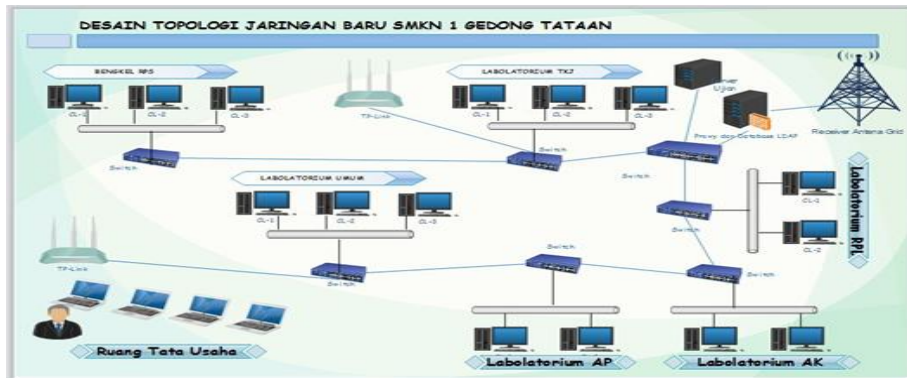 DESAIN TOPOLOGI JARINGAN BARU SMKN 1 GEDONG TATAAN
BENGKEL RPS
LABOLATORIUM TKJ
CL-1
CL-2
CL-3
TP-Link
CL-1
CL-2
CL-3
Ujian
Proxy dan Database LDAP
Receiver Antena Grid
Switch
Switch
Switch
LABOLATORIUM UMUM
CL-1
CL-2
CL-3
CL-1
CL-2
Labolatorium RPL
Switch
TP-Link
Switch
Switch
Switch
Ruang Tata Usaha
Labolatorium AP
Labolatorium AK